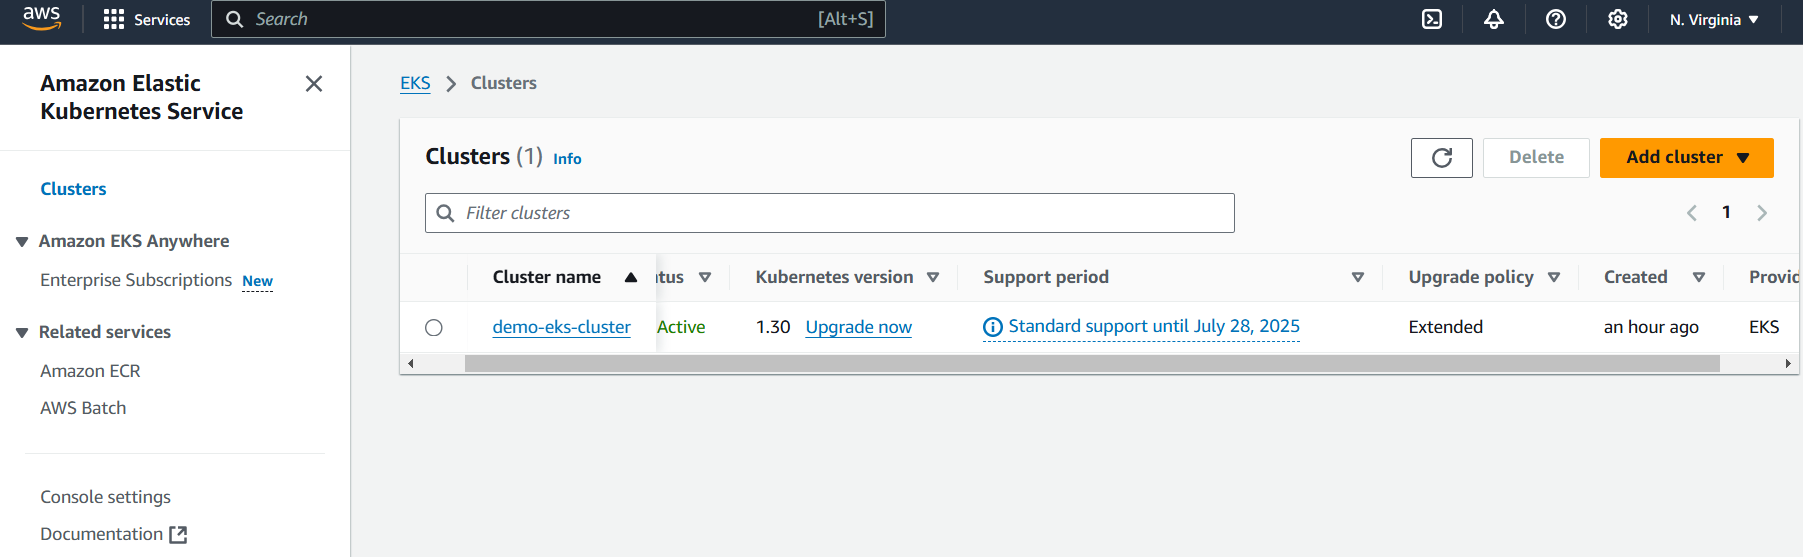 aws
Services
Search [Alt+S]
N. Virginia
Amazon Elastic
Kubernetes Service
Clusters
Amazon EKS Anywhere
Enterprise Subscriptions New
Related services
Amazon ECR
AWS Batch
Console settings
Documentation
EKS > Clusters
Clusters (1) Info
Delete
Add cluster
Filter clusters
1
Cluster name tus Kubernetes version Support period Upgrade policy Created Provid
demo-eks-cluster Active 1.30 Upgrade now Standard support until July 28, 2025 Extended an hour ago EKS